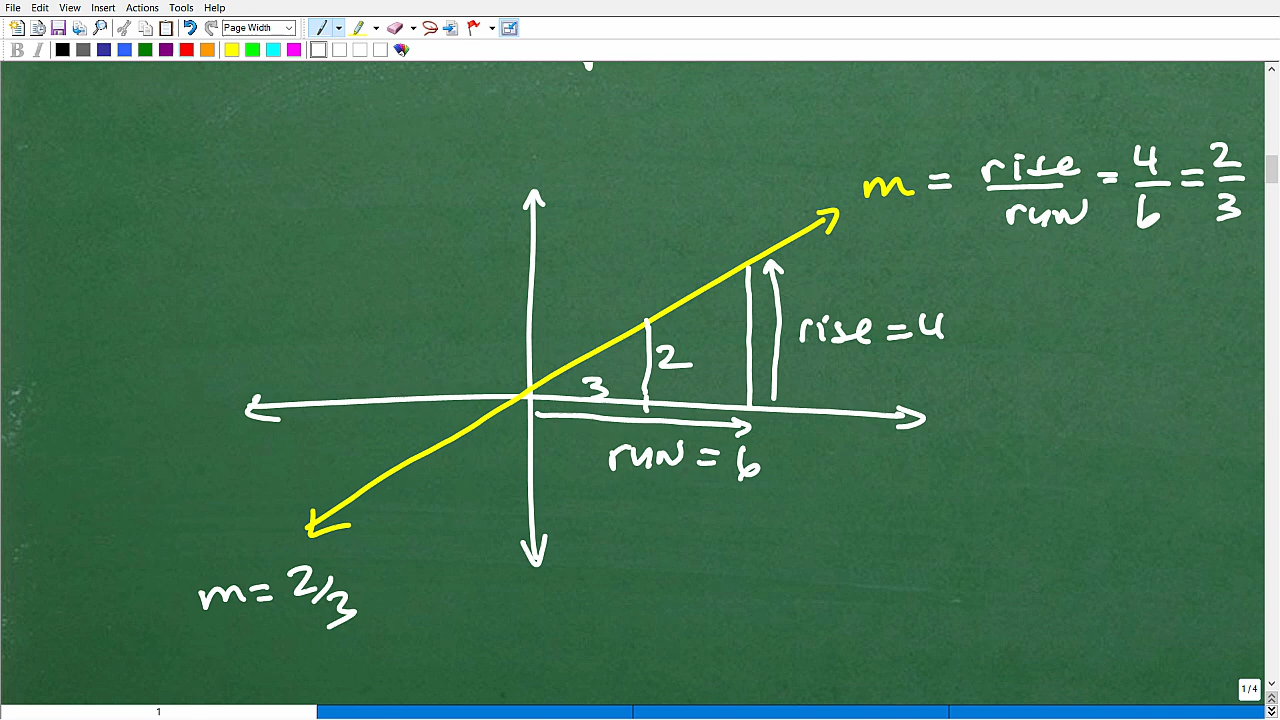 File Edit View Insert Actions Tools Help
Page Width
B I
m = rise/run = 4/6 = 2/3
rise = 4
2
3
run = 6
m = 2/3
1/4
1